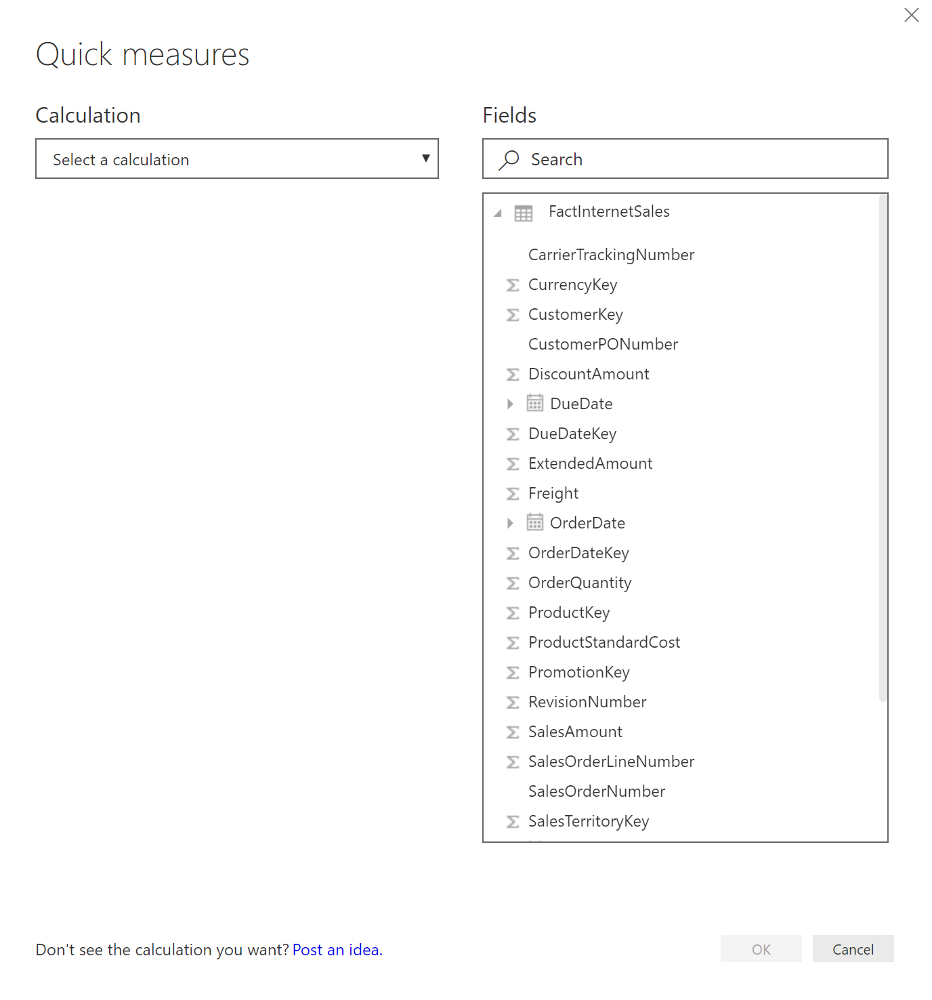 Quick measures
Calculation
Select a calculation
Fields
Search
FactInternetSales
CarrierTrackingNumber
CurrencyKey
CustomerKey
CustomerPONumber
DiscountAmount
DueDate
DueDateKey
ExtendedAmount
Freight
OrderDate
OrderDateKey
OrderQuantity
ProductKey
ProductStandardCost
PromotionKey
RevisionNumber
SalesAmount
SalesOrderLineNumber
SalesOrderNumber
SalesTerritoryKey
Don't see the calculation you want? Post an idea.
OK
Cancel